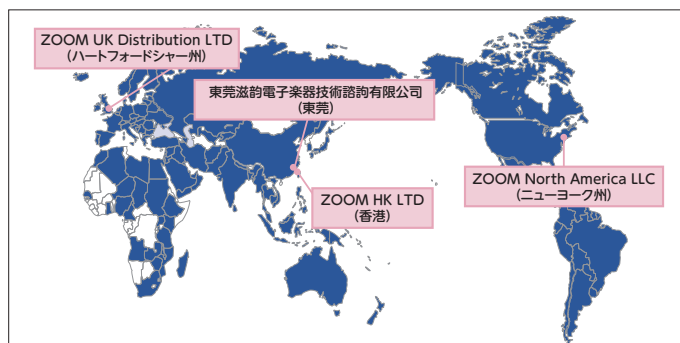 ZOOM UK Distribution LTD
(ハートフォードシャー州)
東莞滋韵電子楽器技術諮詢有限公司
(東莞)
ZOOM HK LTD
(香港)
ZOOM North America LLC
(ニューヨーク州)